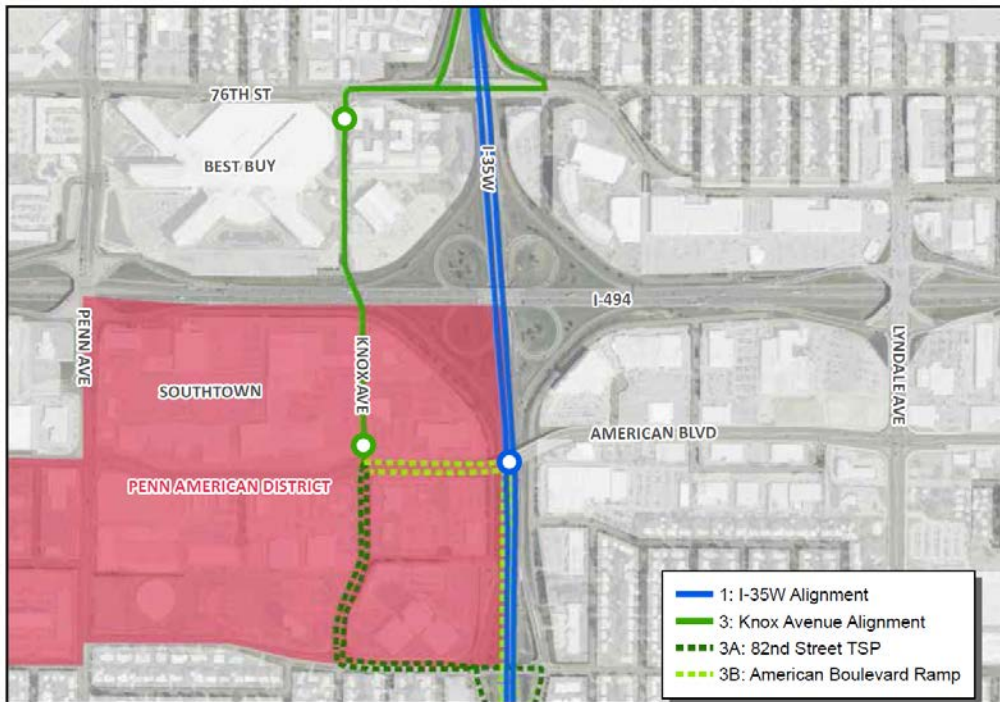 76TH ST
BEST BUY
I-35W
I-494
PENN AVE
KNOX AVE
LYNDALE AVE
SOUTHTOWN
AMERICAN BLVD
PENN AMERICAN DISTRICT
1: I-35W Alignment
3: Knox Avenue Alignment
3A: 82nd Street TSP
3B: American Boulevard Ramp